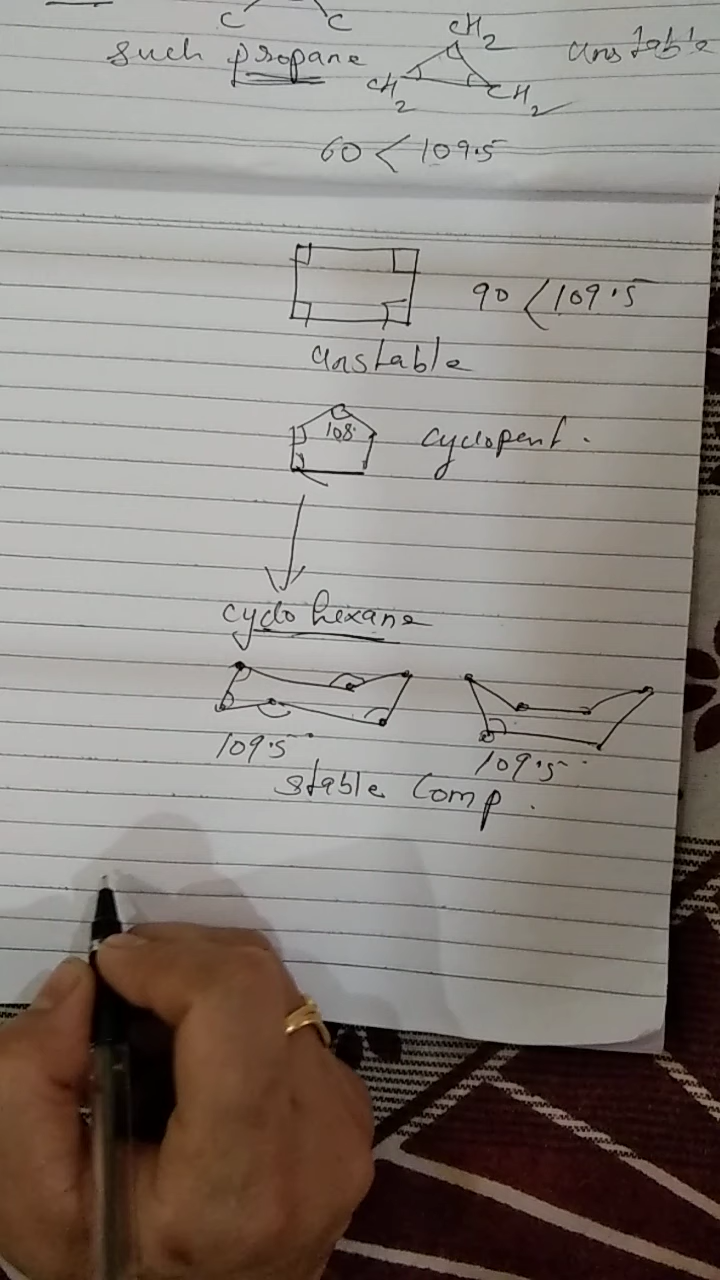 C C
CH2
such propane unstable
CH2 CH2
60 < 109.5
90 < 109.5
unstable
108° cyclopent.
cyclo hexane
109.5° 109.5°
stable comp.